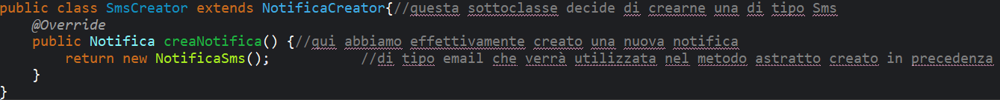 public class SmsCreator extends NotificaCreator{//questa sottoclasse decide di crearne una di tipo Sms
@Override
public Notifica creaNotifica() {//qui abbiamo effettivamente creato una nuova notifica
return new NotificaSms(); //di tipo email che verrà utilizzata nel metodo astratto creato in precedenza
}
}